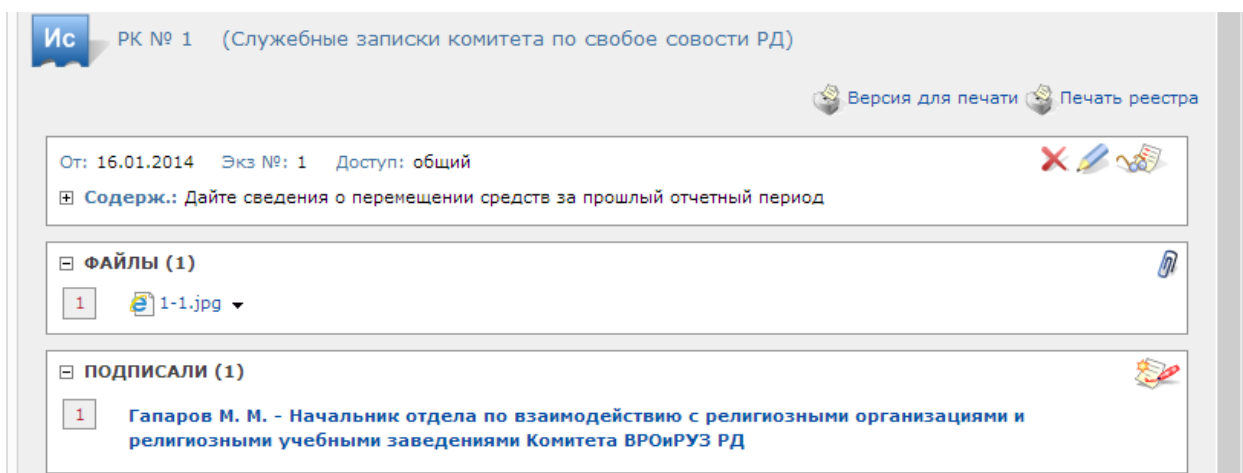 Ис РК № 1 (Служебные записки комитета по свобое совости РД)
Версия для печати Печать реестра
От: 16.01.2014 Экз №: 1 Доступ: общий
Содерж.: Дайте сведения о перемещении средств за прошлый отчетный период
ФАЙЛЫ (1)
1 1-1.jpg
ПОДПИСАЛИ (1)
1 Гапаров М. М. - Начальник отдела по взаимодействию с религиозными организациями и
религиозными учебными заведениями Комитета ВРОиРУЗ РД